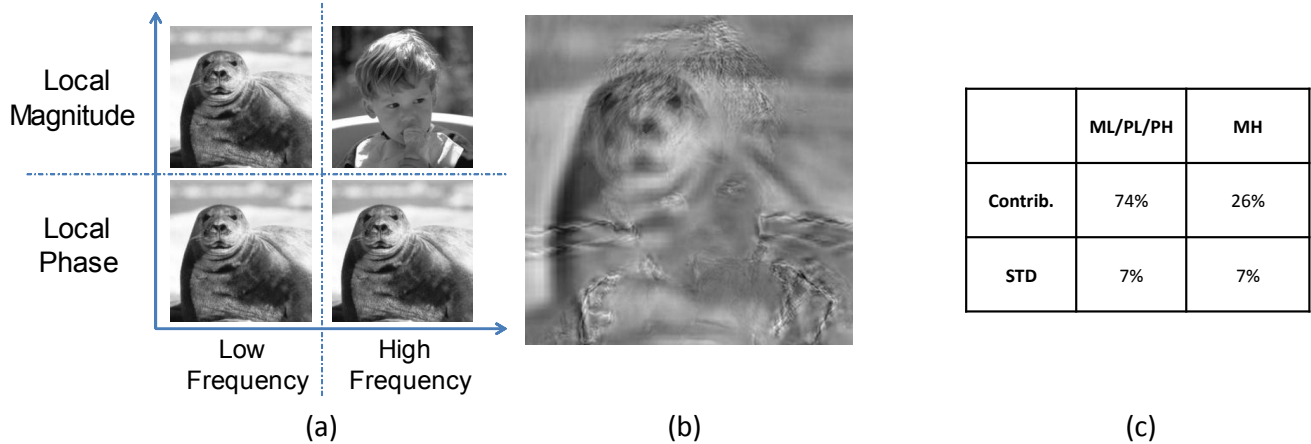 Local
Magnitude
Local
Phase
Low
Frequency
High
Frequency
(a)
(b)
ML/PL/PH MH
Contrib. 74% 26%
STD 7% 7%
(c)